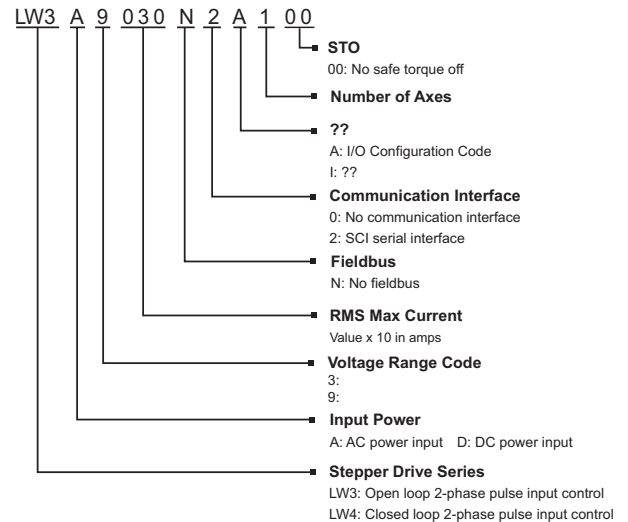 LW3 A 9 030 N 2 A 1 00
STO
00: No safe torque off
Number of Axes
??
A: I/O Configuration Code
I: ??
Communication Interface
0: No communication interface
2: SCI serial interface
Fieldbus
N: No fieldbus
RMS Max Current
Value x 10 in amps
Voltage Range Code
3:
9:
Input Power
A: AC power input D: DC power input
Stepper Drive Series
LW3: Open loop 2-phase pulse input control
LW4: Closed loop 2-phase pulse input control